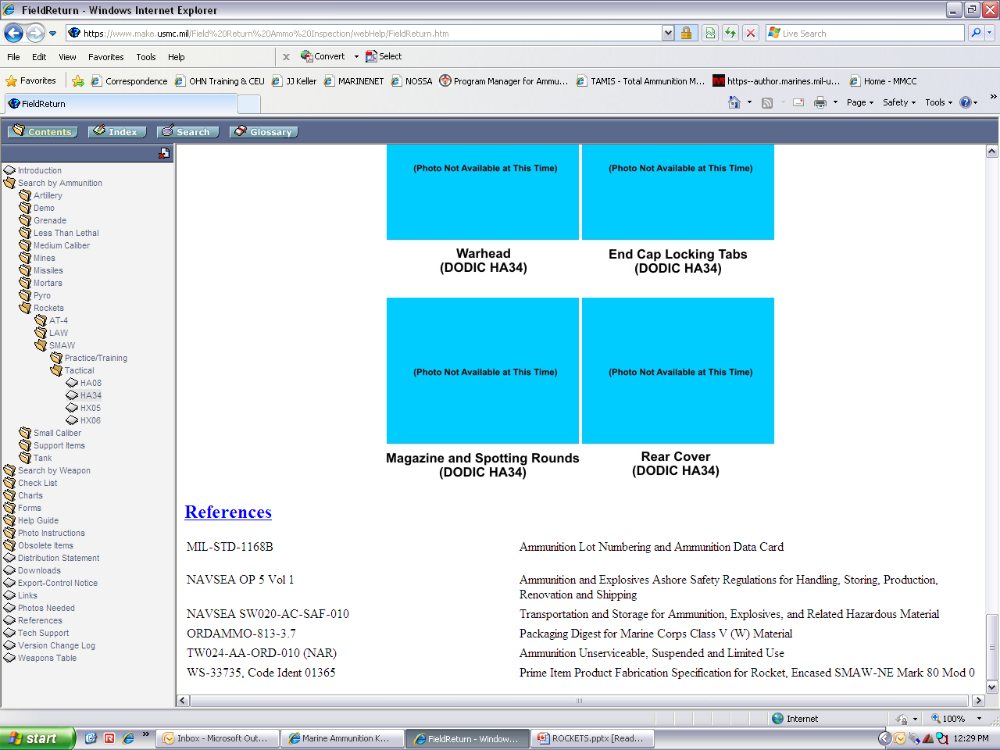 FieldReturn - Windows Internet Explorer
https://www.make.usmc.mil/Field%20Return%20Ammo%20Inspection/webHelp/FieldReturn.htm
Live Search
File Edit View Favorites Tools Help
x Convert Select
Favorites Correspondence OHN Training & CEU JJ Keller MARINENET NOSSA Program Manager for Ammu... TAMIS - Total Ammunition M... https--author.marines.mil-u... Home - MMCC
FieldReturn
Page Safety Tools
Contents Index Search Glossary
Introduction
Search by Ammunition
Artillery
Demo
Grenade
Less Than Lethal
Medium Caliber
Mines
Missiles
Mortars
Pyro
Rockets
AT-4
LAW
SMAW
Practice/Training
Tactical
HA08
HA34
HX05
HX06
Small Caliber
Support Items
Tank
Search by Weapon
Check List
Charts
Forms
Help Guide
Photo Instructions
Obsolete Items
Distribution Statement
Downloads
Export-Control Notice
Links
Photos Needed
References
Tech Support
Version Change Log
Weapons Table
(Photo Not Available at This Time) (Photo Not Available at This Time)
Warhead
(DODIC HA34)
End Cap Locking Tabs
(DODIC HA34)
(Photo Not Available at This Time) (Photo Not Available at This Time)
Magazine and Spotting Rounds
(DODIC HA34)
Rear Cover
(DODIC HA34)
References
MIL-STD-1168B Ammunition Lot Numbering and Ammunition Data Card
NAVSEA OP 5 Vol 1 Ammunition and Explosives Ashore Safety Regulations for Handling, Storing, Production,
Renovation and Shipping
NAVSEA SW020-AC-SAF-010 Transportation and Storage for Ammunition, Explosives, and Related Hazardous Material
ORDAMMO-813-3.7 Packaging Digest for Marine Corps Class V (W) Material
TW024-AA-ORD-010 (NAR) Ammunition Unserviceable, Suspended and Limited Use
WS-33735, Code Ident 01365 Prime Item Product Fabrication Specification for Rocket, Encased SMAW-NE Mark 80 Mod 0
Internet 100%
start Inbox - Microsoft Out... Marine Ammunition K... FieldReturn - Window... ROCKETS.pptx [Read... 12:29 PM